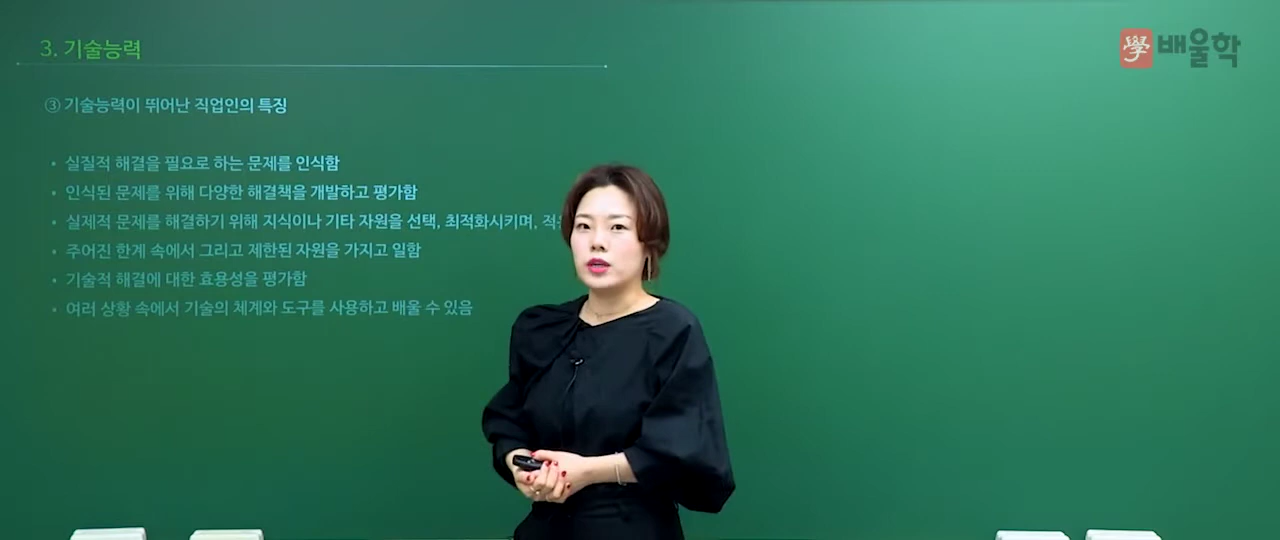 3. 기술능력
學 배울학
③ 기술능력이 뛰어난 직업인의 특징
• 실질적 해결을 필요로 하는 문제를 인식함
• 인식된 문제를 위해 다양한 해결책을 개발하고 평가함
• 실제적 문제를 해결하기 위해 지식이나 기타 자원을 선택, 최적화시키며,
• 주어진 한계 속에서 그리고 제한된 자원을 가지고 일함
• 기술적 해결에 대한 효용성을 평가함
• 여러 상황 속에서 기술의 체계와 도구를 사용하고 배울 수 있음